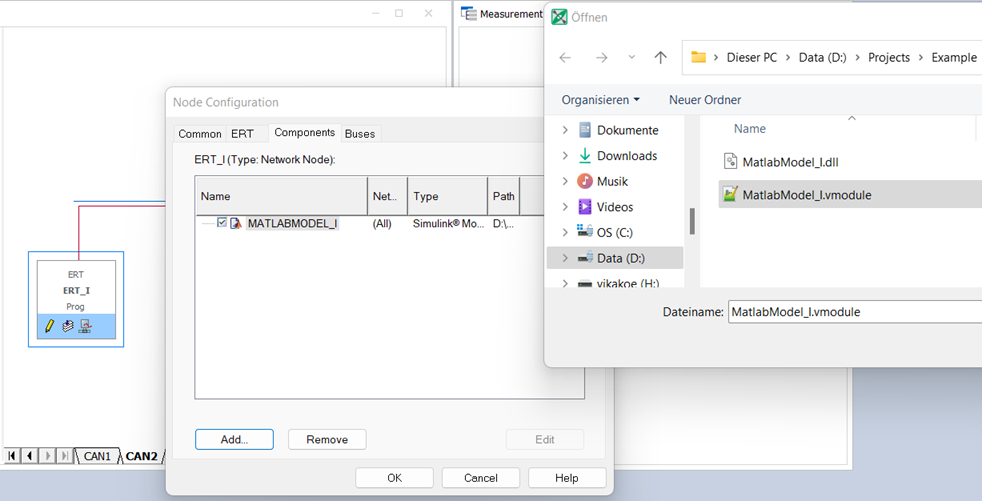 Measurement
Öffnen
Dieser PC > Data (D:) > Projects > Example
Organisieren
Neuer Ordner
Dokumente
Downloads
Musik
Videos
OS (C:)
Data (D:)
vikakoe (H:)
Name
MatlabModel_I.dll
MatlabModel_I.vmodule
Dateiname: MatlabModel_I.vmodule
Node Configuration
Common ERT Components Buses
ERT_I (Type: Network Node):
Name Net... Type Path
MATLABMODEL_I (All) Simulink® Mo... D:\...
Add... Remove Edit
OK Cancel Help
ERT
ERT_I
Prog
CAN1 CAN2